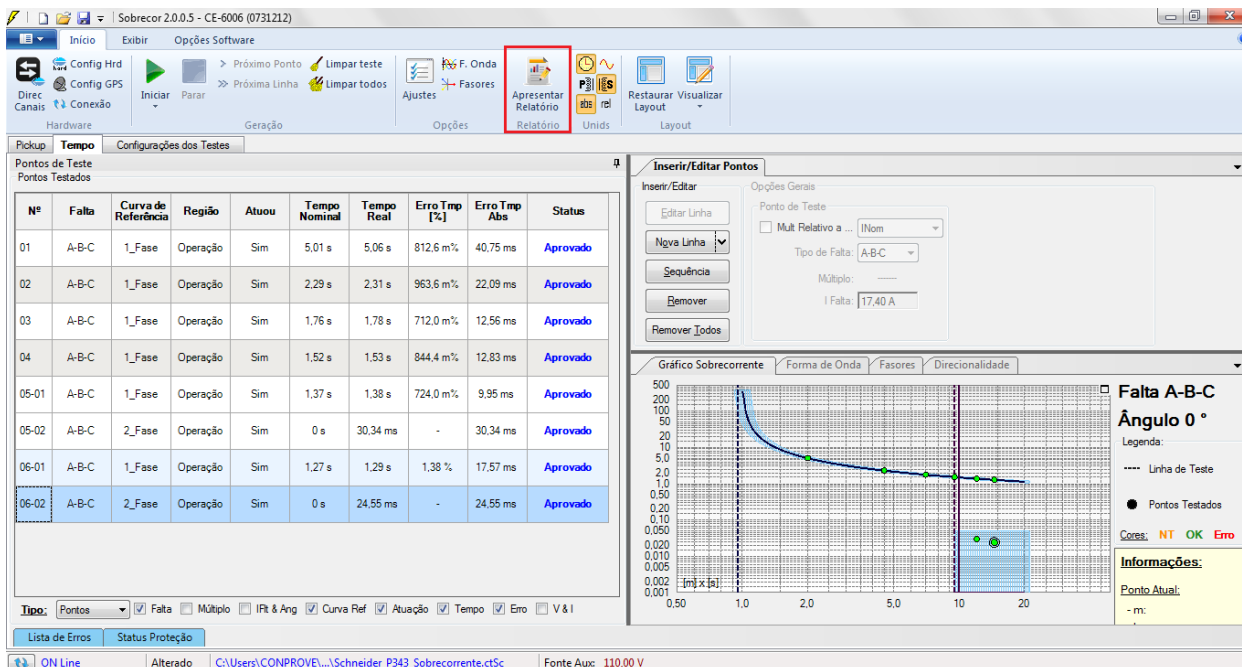 Sobrecor 2.0.0.5 - CE-6006 (0731212)
Início Exibir Opções Software
Direc Canais
Config Hrd
Config GPS
Conexão
Hardware
Iniciar
Parar
Próximo Ponto
Próxima Linha
Limpar teste
Limpar todos
Geração
Ajustes
F. Onda
Fasores
Opções
Apresentar Relatório
Relatório
abs rel
Unids
Restaurar Layout
Visualizar
Layout
Pickup Tempo Configurações dos Testes
Pontos de Teste
Pontos Testados
Nº Falta Curva de Referência Região Atuou Tempo Nominal Tempo Real Erro Tmp [%] Erro Tmp Abs Status
01 A-B-C 1_Fase Operação Sim 5,01 s 5,06 s 812,6 m% 40,75 ms Aprovado
02 A-B-C 1_Fase Operação Sim 2,29 s 2,31 s 963,6 m% 22,09 ms Aprovado
03 A-B-C 1_Fase Operação Sim 1,76 s 1,78 s 712,0 m% 12,56 ms Aprovado
04 A-B-C 1_Fase Operação Sim 1,52 s 1,53 s 844,4 m% 12,83 ms Aprovado
05-01 A-B-C 1_Fase Operação Sim 1,37 s 1,38 s 724,0 m% 9,95 ms Aprovado
05-02 A-B-C 2_Fase Operação Sim 0 s 30,34 ms - 30,34 ms Aprovado
06-01 A-B-C 1_Fase Operação Sim 1,27 s 1,29 s 1,38 % 17,57 ms Aprovado
06-02 A-B-C 2_Fase Operação Sim 0 s 24,55 ms - 24,55 ms Aprovado
Tipo: Pontos Falta Múltiplo IFlt & Ang Curva Ref Atuação Tempo Erro V & I
Inserir/Editar Pontos
Inserir/Editar
Editar Linha
Nova Linha
Sequência
Remover
Remover Todos
Opções Gerais
Ponto de Teste
Mult Relativo a ... INom
Tipo de Falta: A-B-C
Múltiplo:
I Falta: 17,40 A
Gráfico Sobrecorrente Forma de Onda Fasores Direcionalidade
500
200
100
50
20
10
5,0
2,0
1,0
0,50
0,20
0,10
0,050
0,020
0,010
0,005
0,002
0,001
[m] x [s]
0,50 1,0 2,0 5,0 10 20
Falta A-B-C
Ângulo 0 °
Legenda:
Linha de Teste
Pontos Testados
Cores: NT OK Erro
Informações:
Ponto Atual:
- m:
Lista de Erros Status Proteção
ON Line Alterado C:\Users\CONPROVE\...\Schneider_P343_Sobrecorrente.ctSc Fonte Aux: 110.00 V